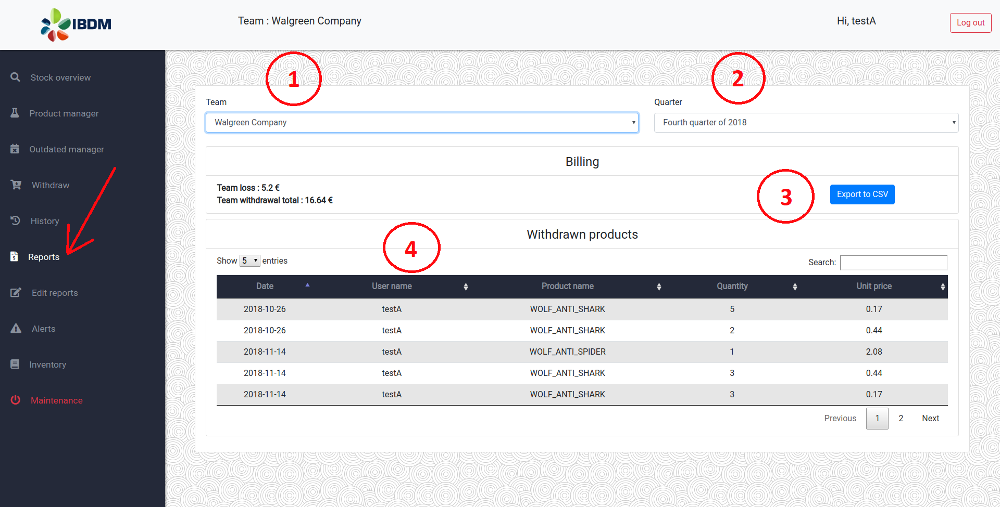 IBDM
Team : Walgreen Company
Hi, testA
Log out
Stock overview
Product manager
Outdated manager
Withdraw
History
Reports
Edit reports
Alerts
Inventory
Maintenance
1
2
Team
Quarter
Walgreen Company
Fourth quarter of 2018
Billing
Team loss : 5.2 €
Team withdrawal total : 16.64 €
3
Export to CSV
4
Withdrawn products
Show 5 entries
Search:
Date User name Product name Quantity Unit price
2018-10-26 testA WOLF_ANTI_SHARK 5 0.17
2018-10-26 testA WOLF_ANTI_SHARK 2 0.44
2018-11-14 testA WOLF_ANTI_SPIDER 1 2.08
2018-11-14 testA WOLF_ANTI_SHARK 3 0.44
2018-11-14 testA WOLF_ANTI_SHARK 3 0.17
Previous 1 2 Next